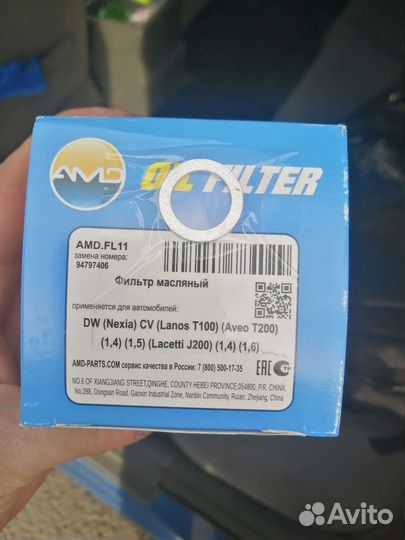 AMD
OIL FILTER
AMD.FL11
замена номера:
94797406
Фильтр масляный
применяется для автомобилей:
DW (Nexia) CV (Lanos T100) (Aveo T200)
(1,4) (1,5) (Lacetti J200) (1,4) (1,6)
AMD-PARTS.COM сервис качества в России: 7 (800) 500-17-35
NO.6 OF XIANGJIANG STREET,QINGHE, COUNTY HEBEI PROVINCE,054800, P.R. CHINA,
No.288, Dongsan Road, Gaoxin Industrial Zone, Nanbin Community, Ruian, Zhejiang, China
EAC
Avito